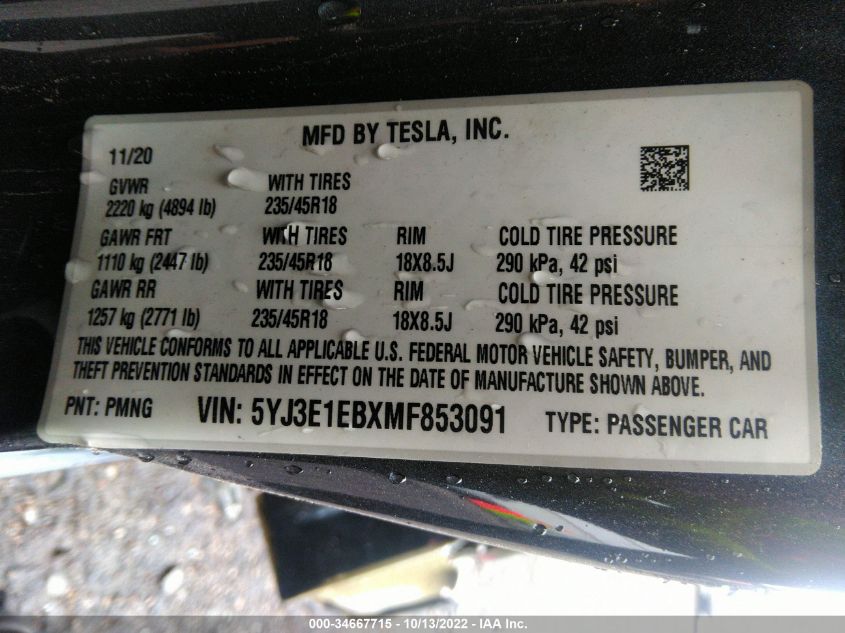 MFD BY TESLA, INC.
11/20
GVWR WITH TIRES
2220 kg (4894 lb) 235/45R18
GAWR FRT WITH TIRES RIM COLD TIRE PRESSURE
1110 kg (2447 lb) 235/45R18 18X8.5J 290 kPa, 42 psi
GAWR RR WITH TIRES RIM COLD TIRE PRESSURE
1257 kg (2771 lb) 235/45R18 18X8.5J 290 kPa, 42 psi
THIS VEHICLE CONFORMS TO ALL APPLICABLE U.S. FEDERAL MOTOR VEHICLE SAFETY, BUMPER, AND
THEFT PREVENTION STANDARDS IN EFFECT ON THE DATE OF MANUFACTURE SHOWN ABOVE.
PNT: PMNG VIN: 5YJ3E1EBXMF853091 TYPE: PASSENGER CAR
000-34667715 - 10/13/2022 - IAA Inc.